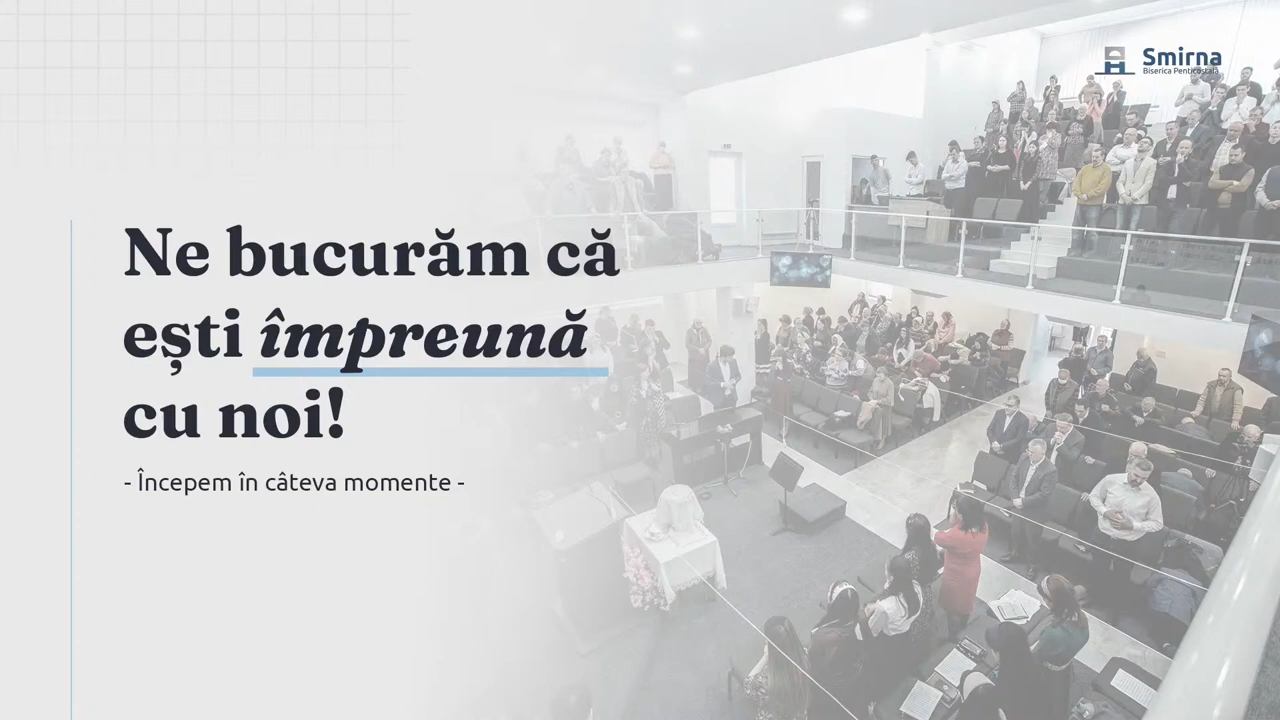 Smirna
Biserica Penticostală
Ne bucurăm că
ești împreună
cu noi!
- Începem în câteva momente -